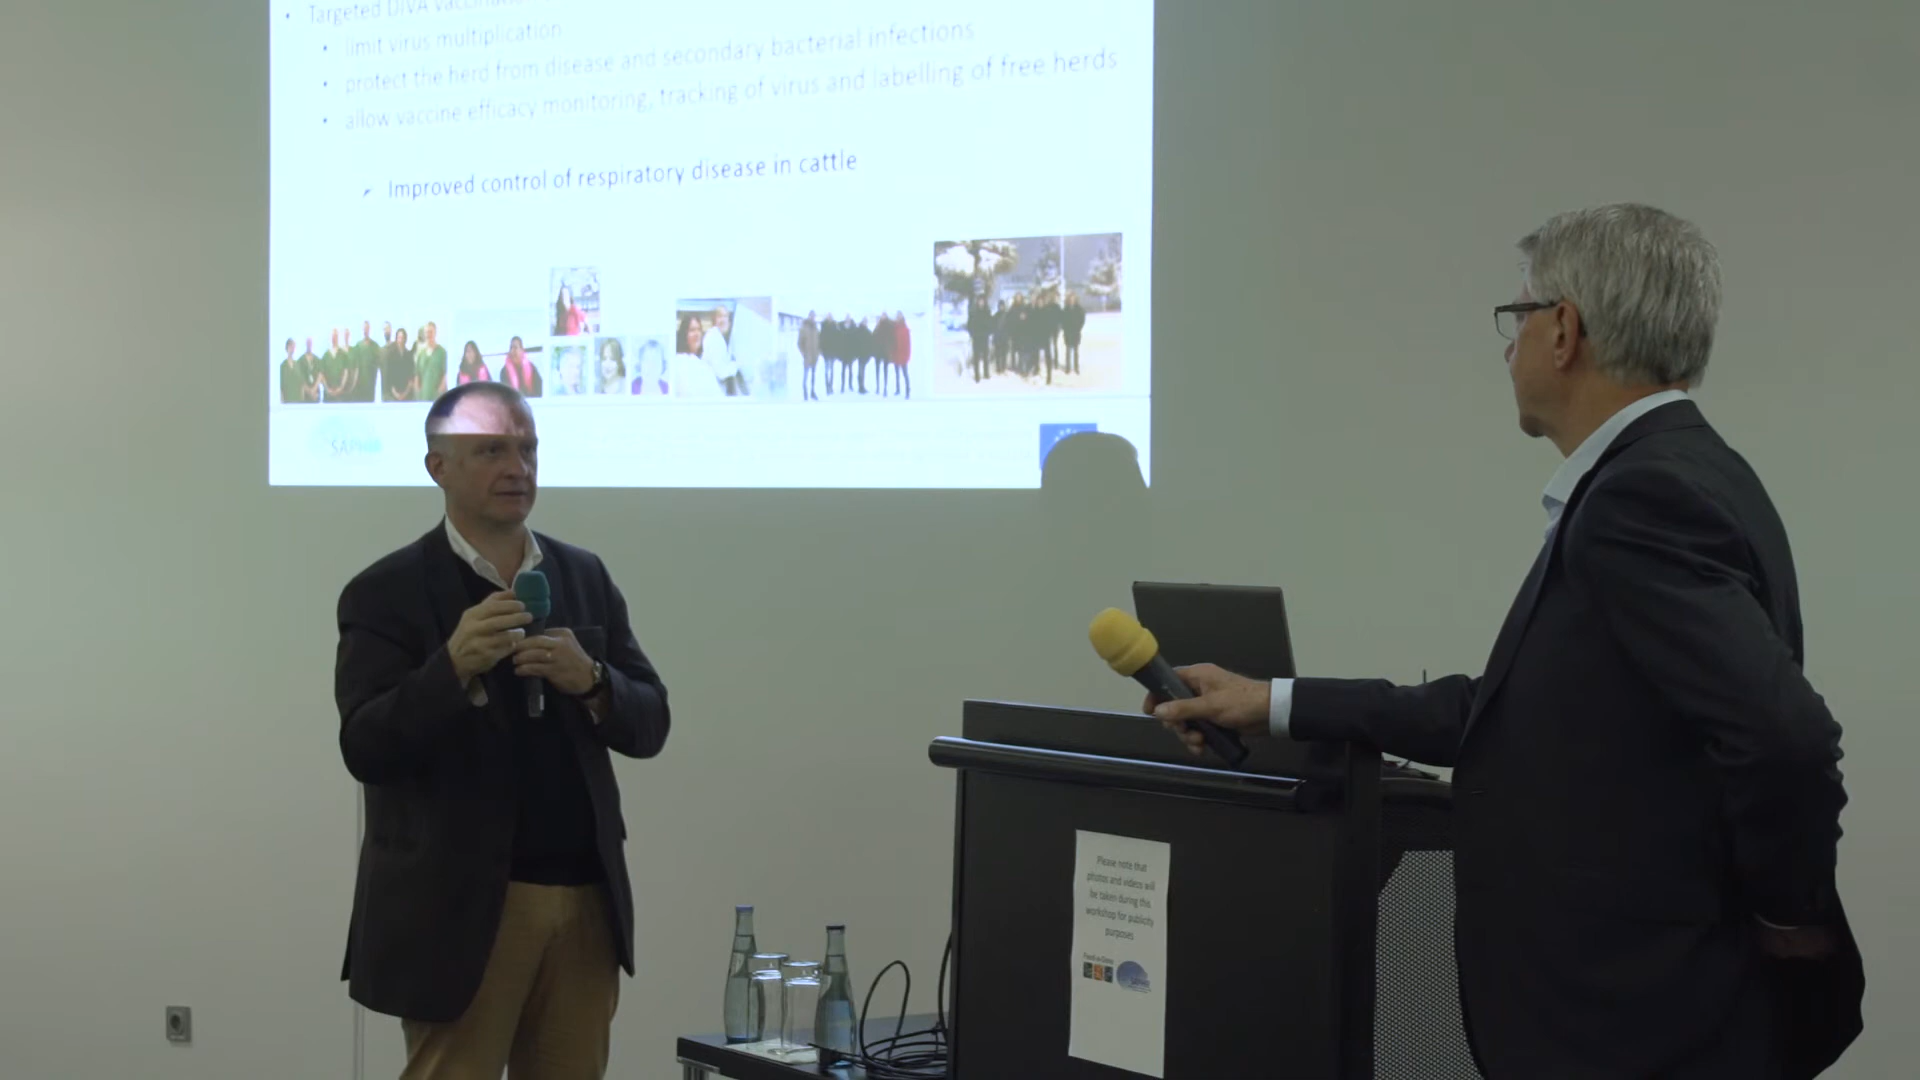 • Targeted DIVA vaccination
• limit virus multiplication
• protect the herd from disease and secondary bacterial infections
• allow vaccine efficacy monitoring, tracking of virus and labelling of free herds
Improved control of respiratory disease in cattle
SAPHIR
Please note that
photos and videos will
be taken during this
workshop for publicity
purposes
SAPHIR